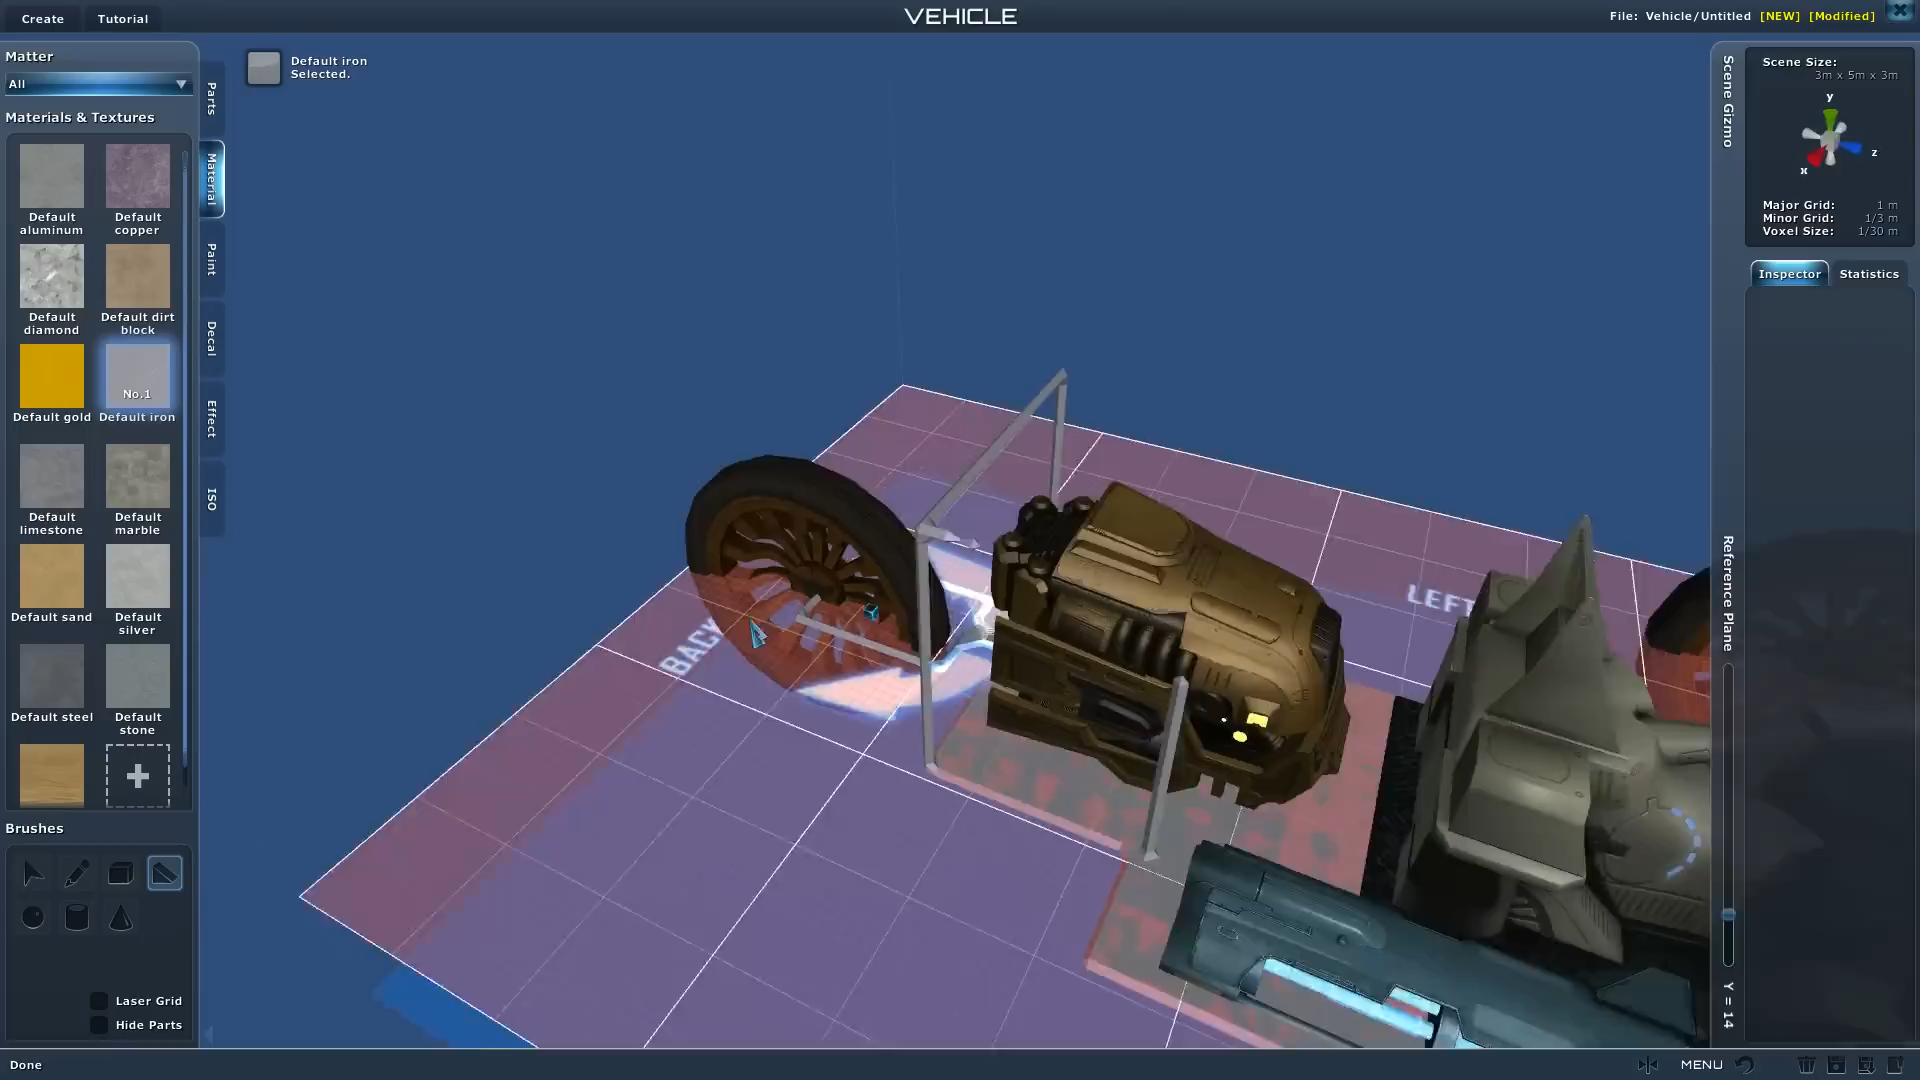 Create
Tutorial
VEHICLE
File: Vehicle/Untitled [NEW] [Modified]
Matter
All
Materials & Textures
Default aluminum
Default copper
Default diamond
Default dirt block
Default gold
No.1
Default iron
Default limestone
Default marble
Default sand
Default silver
Default steel
Default stone
Brushes
Laser Grid
Hide Parts
Done
Parts
Material
Paint
Decal
Effect
ISO
Default iron
Selected.
BACK
LEFT
Scene Gizmo
Scene Size:
3m x 5m x 3m
y
z
x
Major Grid: 1 m
Minor Grid: 1/3 m
Voxel Size: 1/30 m
Inspector
Statistics
Reference Plane
Y = 14
MENU